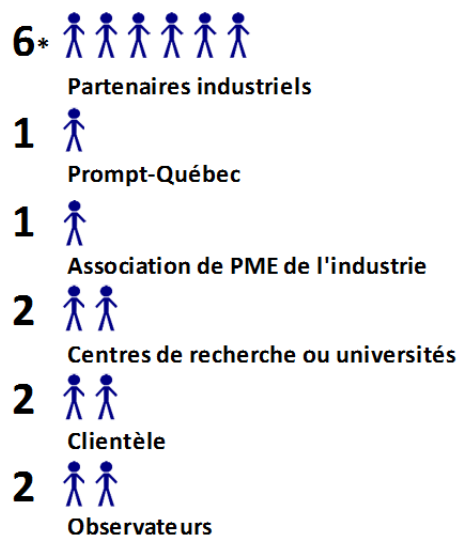 6*
Partenaires industriels
1
Prompt-Québec
1
Association de PME de l'industrie
2
Centres de recherche ou universités
2
Clientèle
2
Observateurs